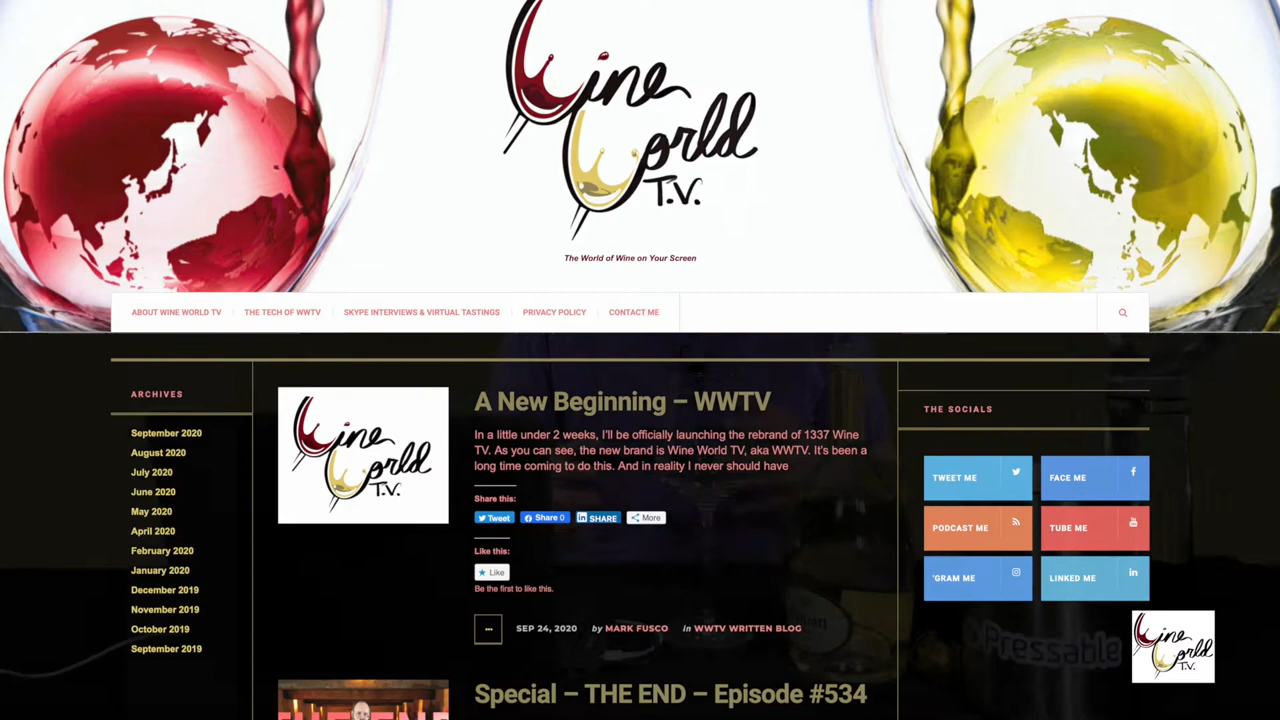 Wine
World
T.V.
The World of Wine on Your Screen
ABOUT WINE WORLD TV
THE TECH OF WWTV
SKYPE INTERVIEWS & VIRTUAL TASTINGS
PRIVACY POLICY
CONTACT ME
ARCHIVES
September 2020
August 2020
July 2020
June 2020
May 2020
April 2020
February 2020
January 2020
December 2019
November 2019
October 2019
September 2019
Wine
World
T.V.
A New Beginning – WWTV
In a little under 2 weeks, I'll be officially launching the rebrand of 1337 Wine
TV. As you can see, the new brand is Wine World TV, aka WWTV. It's been a
long time coming to do this. And in reality I never should have
Share this:
Tweet
Share 0
SHARE
More
Like this:
Like
Be the first to like this.
SEP 24, 2020 by MARK FUSCO in WWTV WRITTEN BLOG
THE END
Special – THE END – Episode #534
THE SOCIALS
TWEET ME
FACE ME
PODCAST ME
TUBE ME
'GRAM ME
LINKED ME
Pressable
Wine
World
T.V.